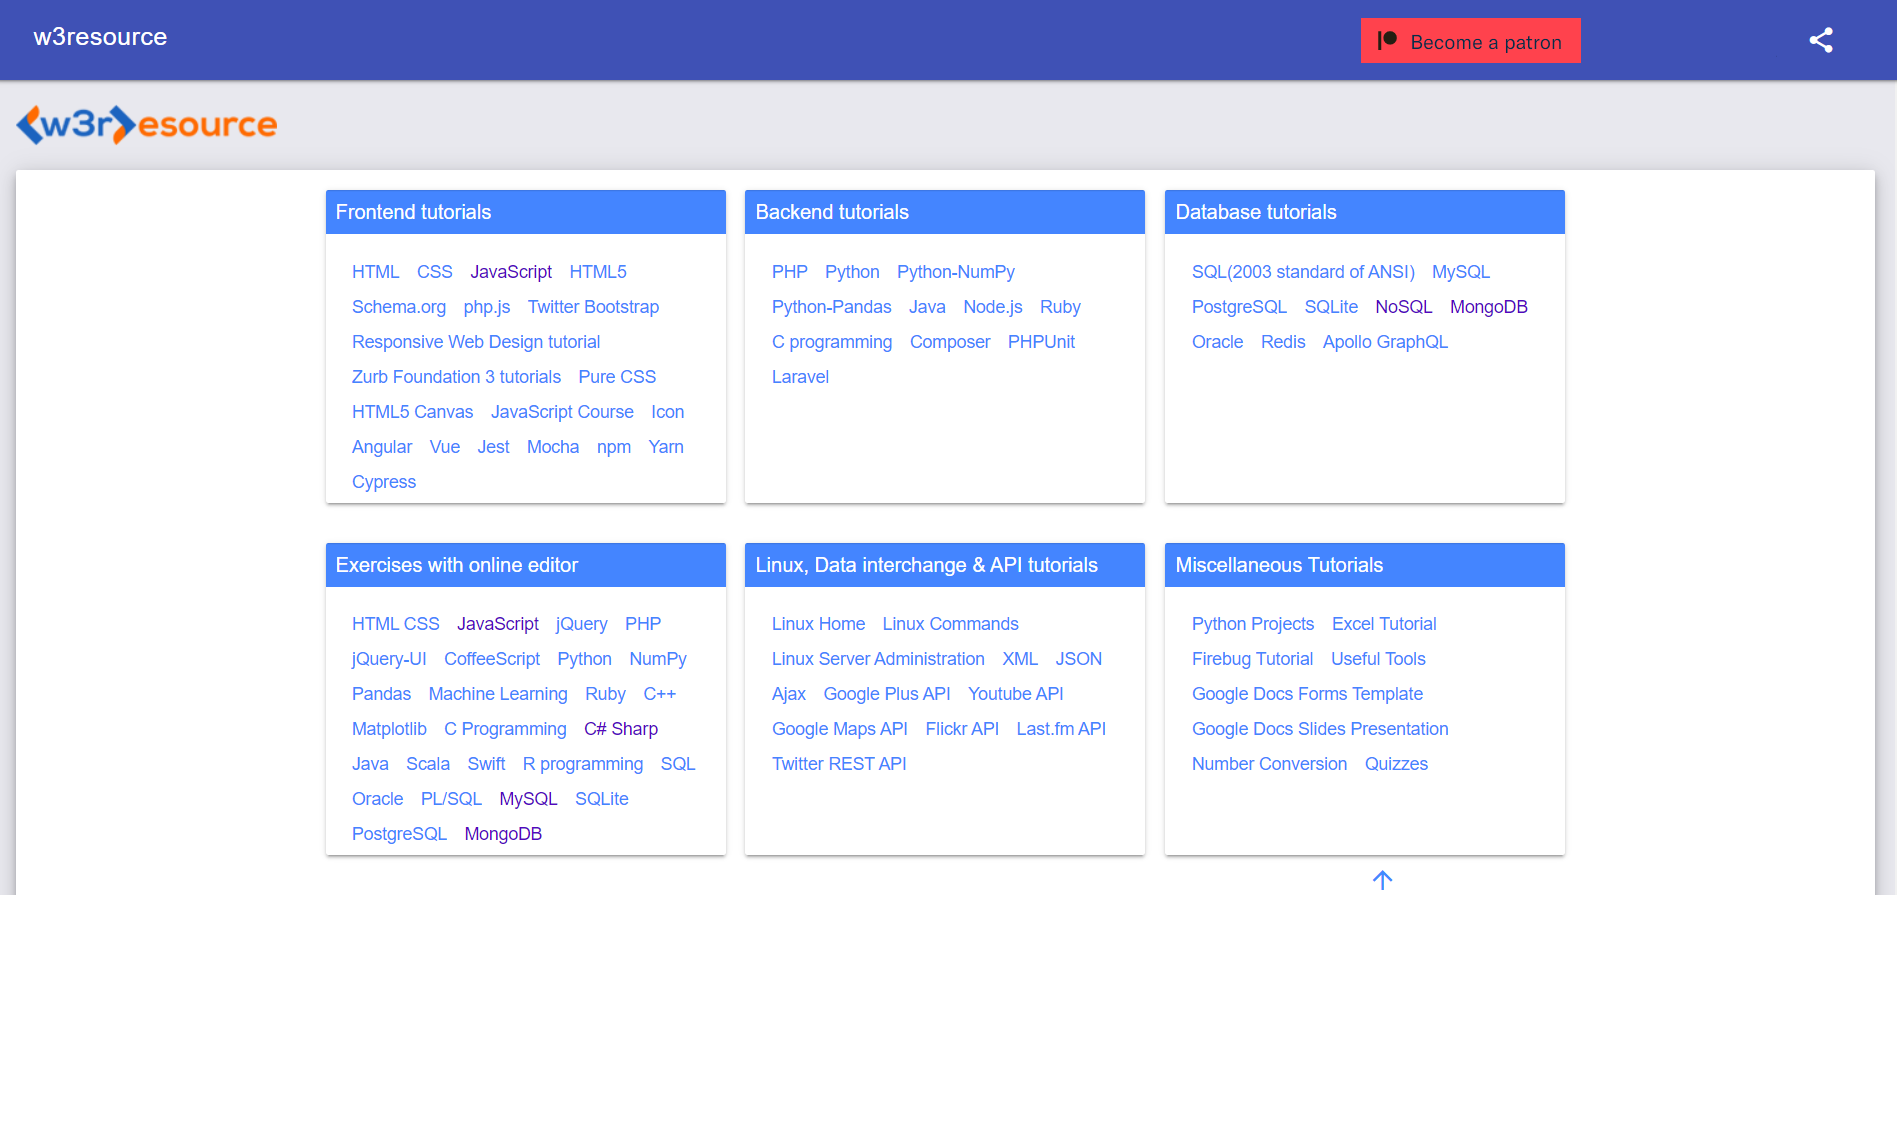 w3resource
Become a patron
w3resource
Frontend tutorials
HTML CSS JavaScript HTML5
Schema.org php.js Twitter Bootstrap
Responsive Web Design tutorial
Zurb Foundation 3 tutorials Pure CSS
HTML5 Canvas JavaScript Course Icon
Angular Vue Jest Mocha npm Yarn
Cypress
Backend tutorials
PHP Python Python-NumPy
Python-Pandas Java Node.js Ruby
C programming Composer PHPUnit
Laravel
Database tutorials
SQL(2003 standard of ANSI) MySQL
PostgreSQL SQLite NoSQL MongoDB
Oracle Redis Apollo GraphQL
Exercises with online editor
HTML CSS JavaScript jQuery PHP
jQuery-UI CoffeeScript Python NumPy
Pandas Machine Learning Ruby C++
Matplotlib C Programming C# Sharp
Java Scala Swift R programming SQL
Oracle PL/SQL MySQL SQLite
PostgreSQL MongoDB
Linux, Data interchange & API tutorials
Linux Home Linux Commands
Linux Server Administration XML JSON
Ajax Google Plus API Youtube API
Google Maps API Flickr API Last.fm API
Twitter REST API
Miscellaneous Tutorials
Python Projects Excel Tutorial
Firebug Tutorial Useful Tools
Google Docs Forms Template
Google Docs Slides Presentation
Number Conversion Quizzes